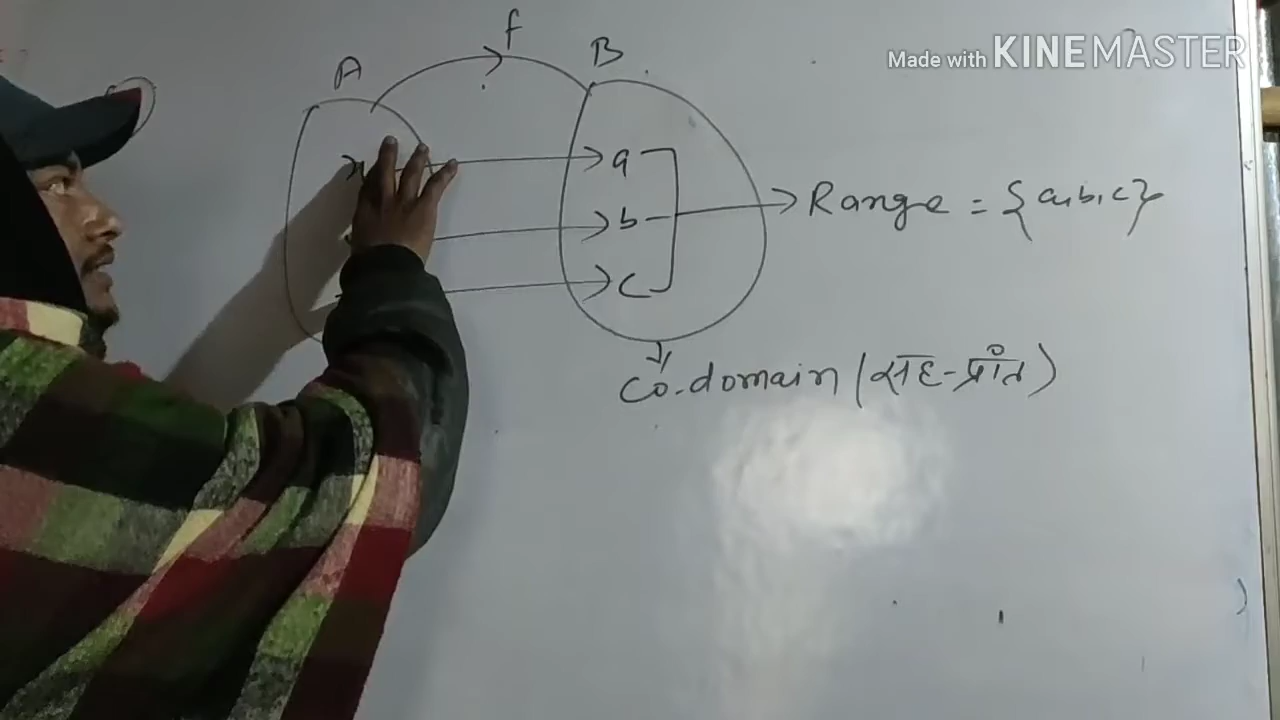 Made with KINEMASTER
f
A B
x a
b Range = {a,b,c}
c
Co-domain (सह-प्राँत)